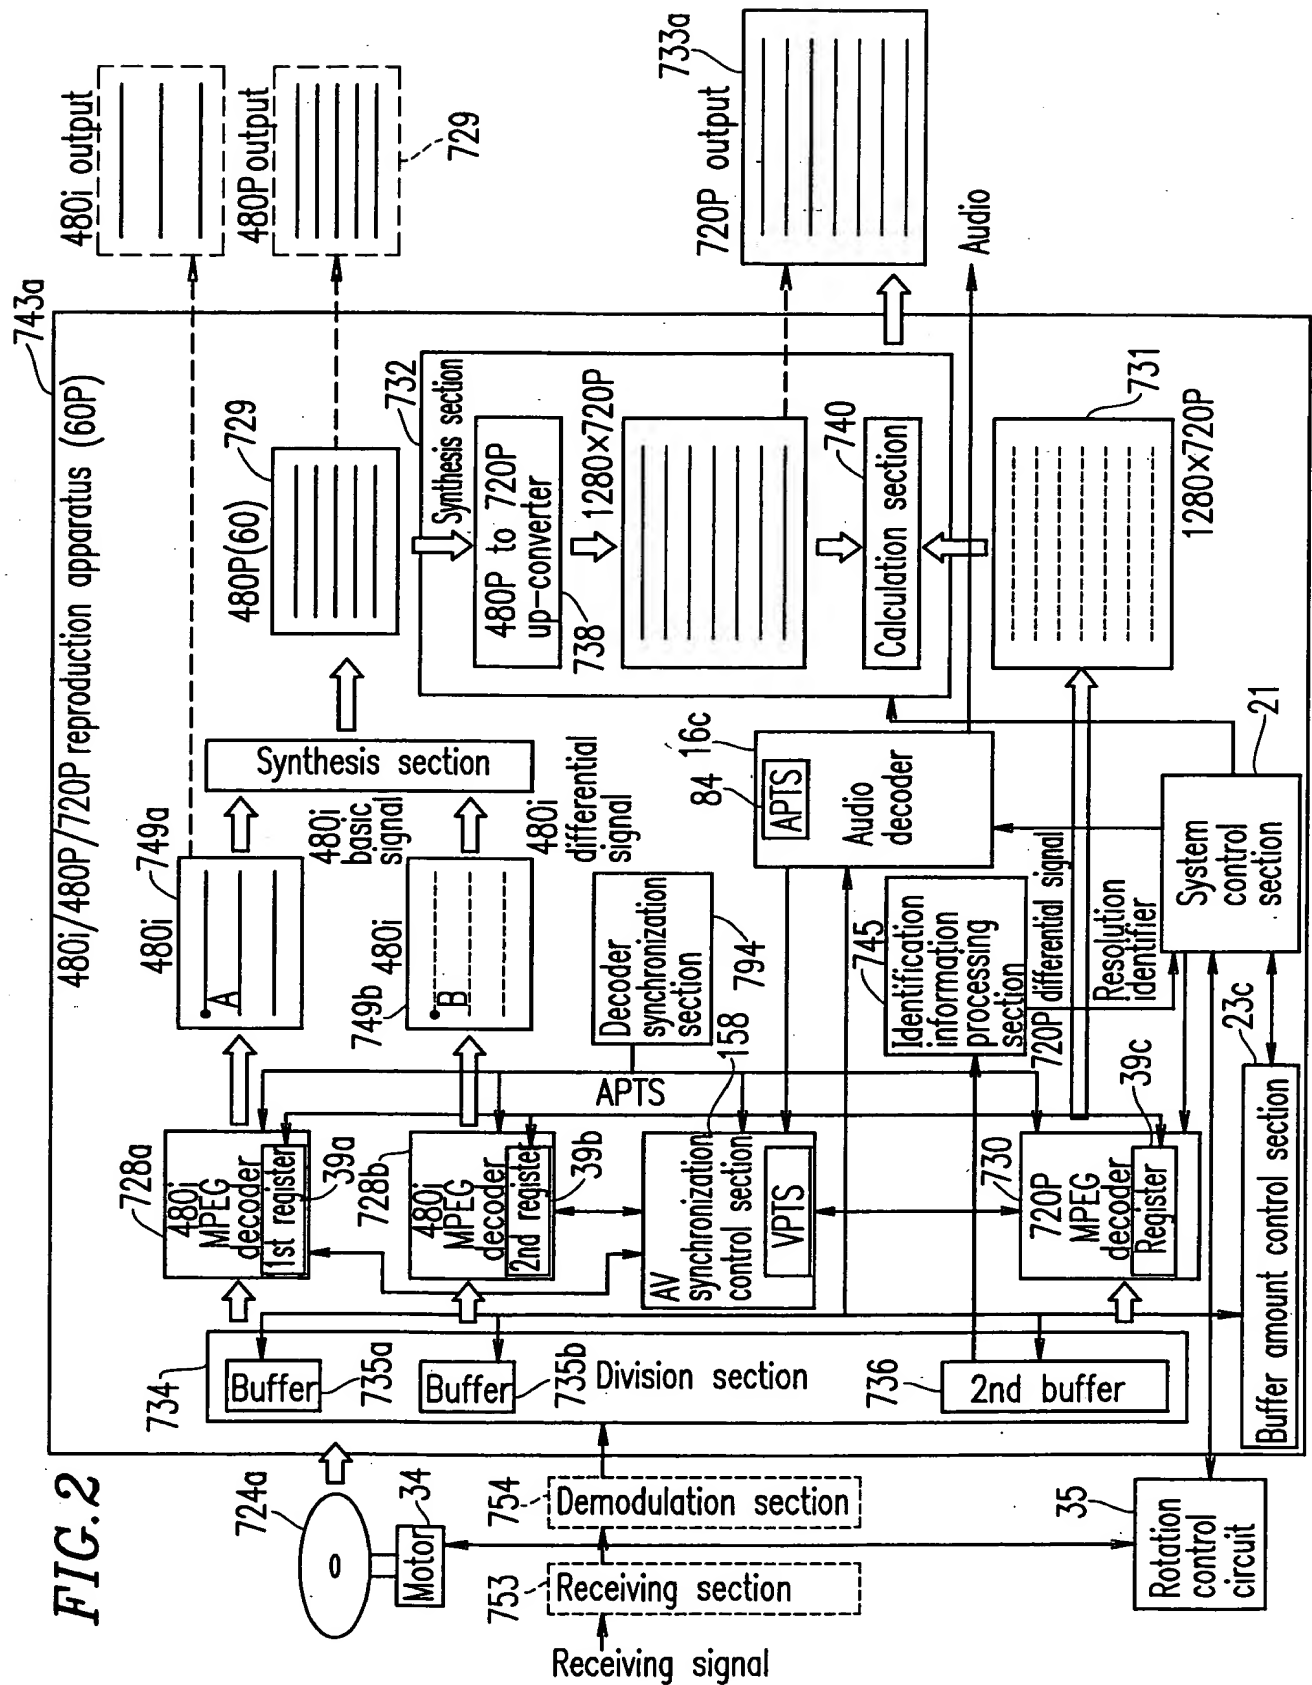 FIG.2
743a
480i/480P/720P reproduction apparatus (60P)
480i output
480P output
729
733a
720P output
Audio
749a
480i
A
480i
basic
signal
749b
480i
B
480i
differential
signal
Synthesis section
729
480P(60)
732
Synthesis section
480P to 720P
up-converter
738
1280×720P
740
Calculation section
731
1280×720P
728a
480i
MPEG
decoder
1st register
39a
728b
480i
MPEG
decoder
2nd register
39b
APTS
Decoder
synchronization
section
794
158
AV
synchronization
control section
VPTS
16c
84
APTS
Audio
decoder
745
Identification
information
processing
section
720P differential signal
Resolution
identifier
730
720P
MPEG
decoder
Register
39c
21
System
control
section
23c
Buffer amount control section
734
Buffer
735a
Buffer
735b
Division section
736
2nd buffer
724a
34
Motor
754
Demodulation section
753
Receiving section
Receiving signal
35
Rotation
control
circuit